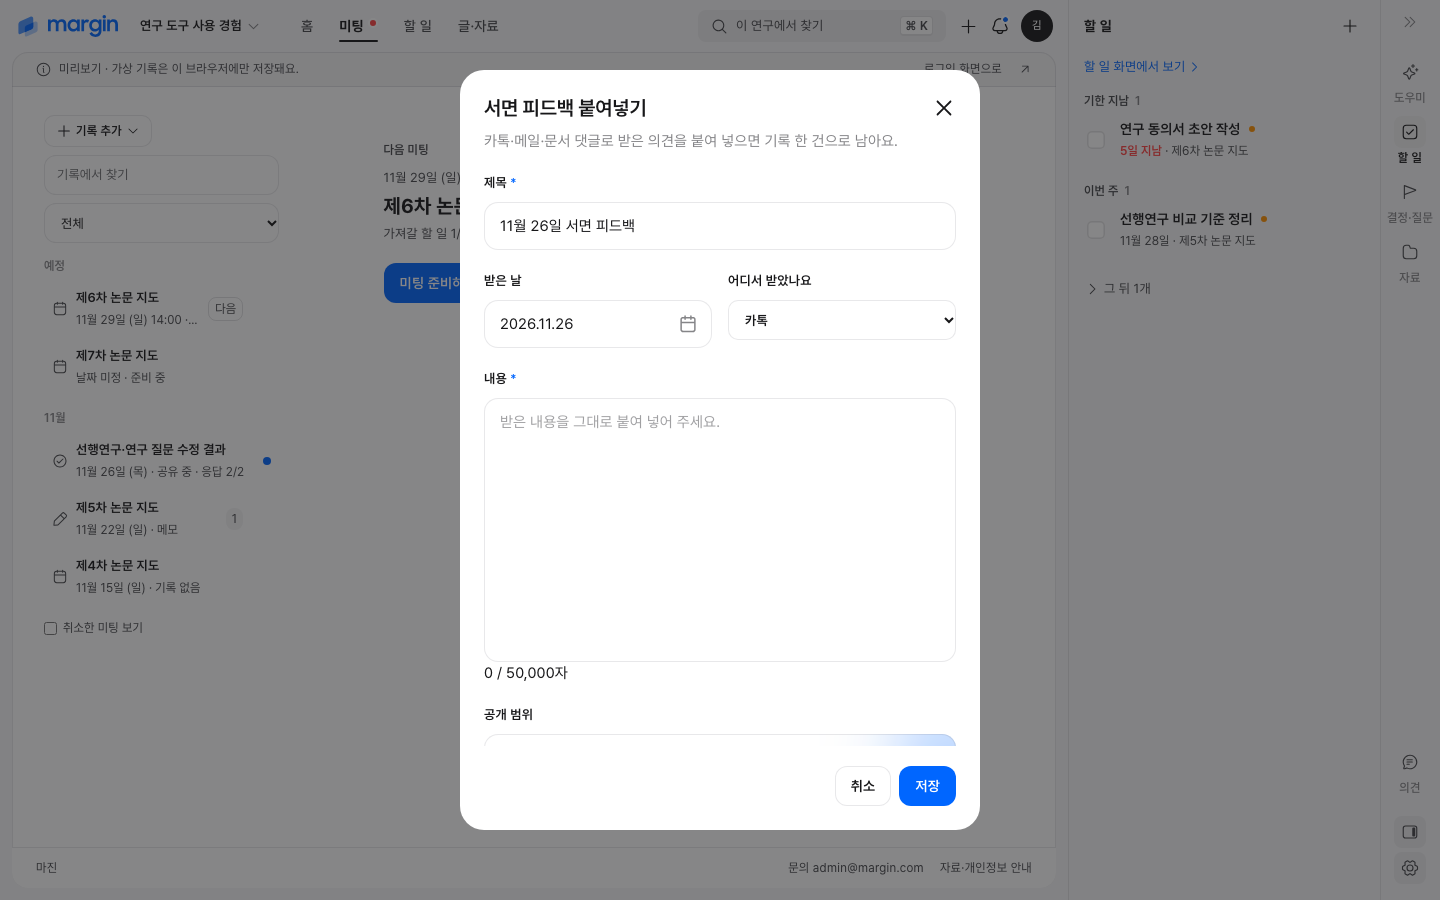 margin
연구 도구 사용 경험
홈
미팅
할 일
글·자료
이 연구에서 찾기
⌘ K
김
미리보기 · 가상 기록은 이 브라우저에만 저장돼요.
기록 추가
기록에서 찾기
전체
예정
제6차 논문 지도
11월 29일 (일) 14:00 ·...
다음
제7차 논문 지도
날짜 미정 · 준비 중
11월
선행연구·연구 질문 수정 결과
11월 26일 (목) · 공유 중 · 응답 2/2
제5차 논문 지도
11월 22일 (일) · 메모
1
제4차 논문 지도
11월 15일 (일) · 기록 없음
취소한 미팅 보기
다음 미팅
11월 29일 (일)
제6차 논문
가져갈 할 일 1/
미팅 준비하
서면 피드백 붙여넣기
카톡·메일·문서 댓글로 받은 의견을 붙여 넣으면 기록 한 건으로 남아요.
제목 *
11월 26일 서면 피드백
받은 날
어디서 받았나요
2026.11.26
카톡
내용 *
받은 내용을 그대로 붙여 넣어 주세요.
0 / 50,000자
공개 범위
취소
저장
할 일
할 일 화면에서 보기
기한 지남 1
연구 동의서 초안 작성
5일 지남 · 제6차 논문 지도
이번 주 1
선행연구 비교 기준 정리
11월 28일 · 제5차 논문 지도
그 뒤 1개
도우미
할 일
결정·질문
자료
의견
마진
문의 admin@margin.com
자료·개인정보 안내